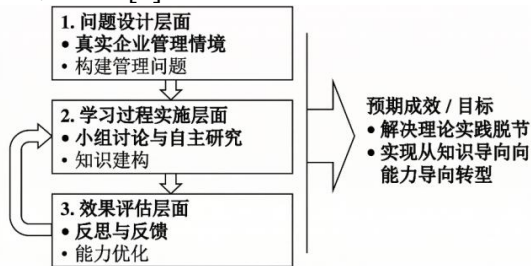 1. 问题设计层面
• 真实企业管理情境
• 构建管理问题
2. 学习过程实施层面
• 小组讨论与自主研究
• 知识建构
3. 效果评估层面
• 反思与反馈
• 能力优化
预期成效 / 目标
• 解决理论实践脱节
• 实现从知识导向向
能力导向转型